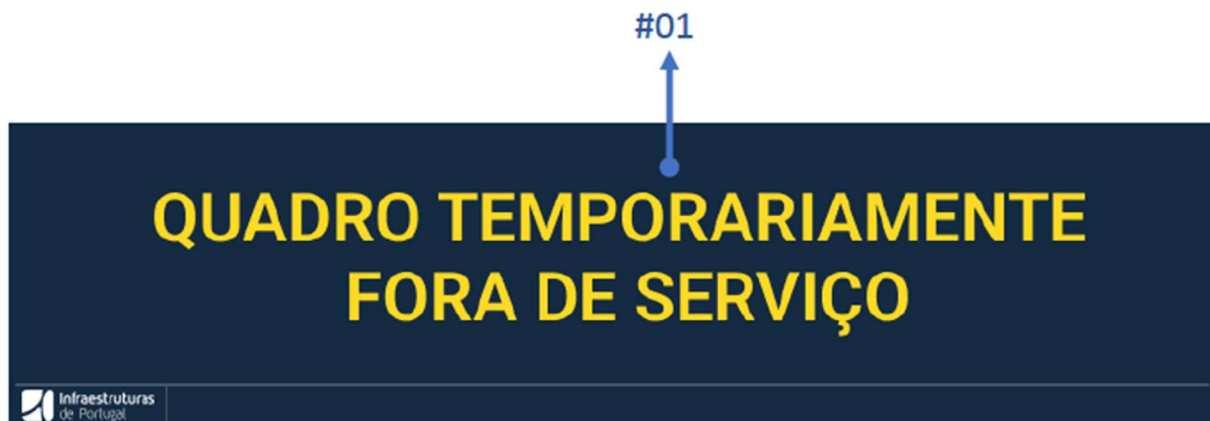 #01
QUADRO TEMPORARIAMENTE
FORA DE SERVIÇO
Infraestruturas
de Portugal